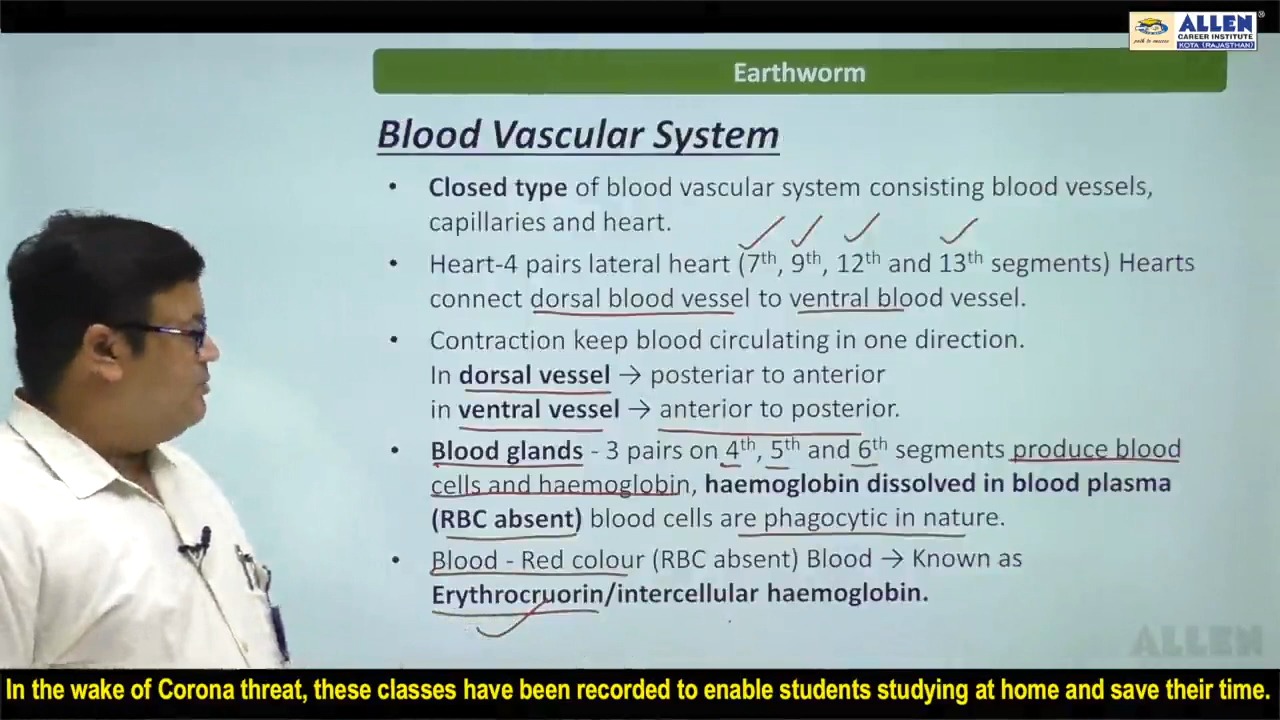 ALLEN
CAREER INSTITUTE
KOTA (RAJASTHAN)
path to success
Earthworm
Blood Vascular System
• Closed type of blood vascular system consisting blood vessels,
capillaries and heart.
• Heart-4 pairs lateral heart (7th, 9th, 12th and 13th segments) Hearts
connect dorsal blood vessel to ventral blood vessel.
• Contraction keep blood circulating in one direction.
In dorsal vessel → posteriar to anterior
in ventral vessel → anterior to posterior.
• Blood glands - 3 pairs on 4th, 5th and 6th segments produce blood
cells and haemoglobin, haemoglobin dissolved in blood plasma
(RBC absent) blood cells are phagocytic in nature.
• Blood - Red colour (RBC absent) Blood → Known as
Erythrocruorin/intercellular haemoglobin.
ALLEN
In the wake of Corona threat, these classes have been recorded to enable students studying at home and save their time.